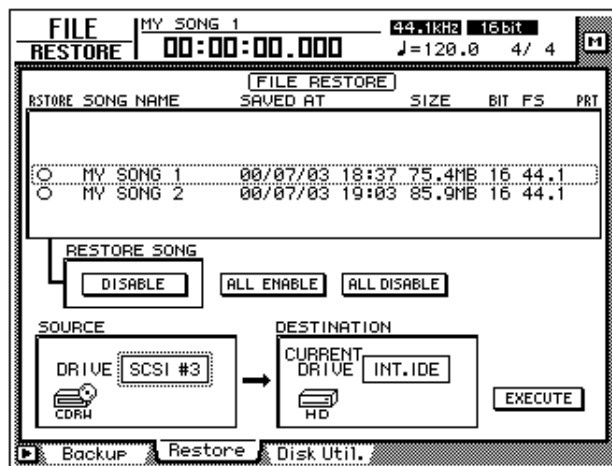 FILE MY SONG 1 44.1kHz 16bit
RESTORE 00:00:00.000 ♩=120.0 4/ 4 M
FILE RESTORE
RSTORE SONG NAME SAVED AT SIZE BIT FS PRT
MY SONG 1 00/07/03 18:37 75.4MB 16 44.1
MY SONG 2 00/07/03 19:03 85.9MB 16 44.1
RESTORE SONG
DISABLE ALL ENABLE ALL DISABLE
SOURCE DESTINATION
CURRENT
DRIVE SCSI #3 DRIVE INT.IDE
CDRW HD EXECUTE
Backup Restore Disk Util.